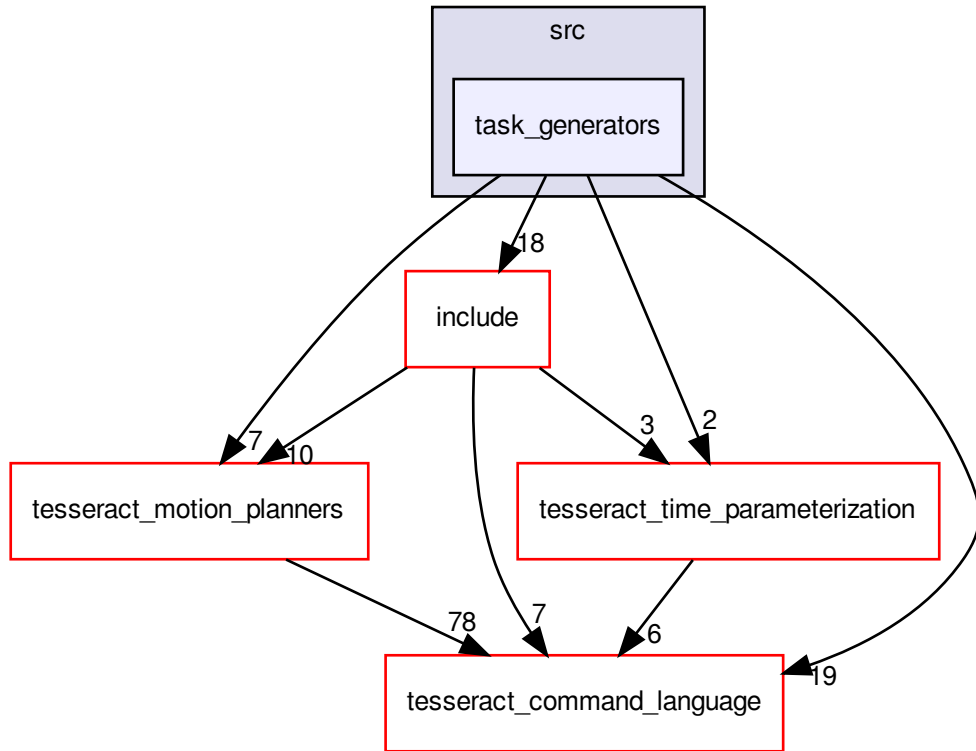 src
task_generators
18
include
7
10
3
2
tesseract_motion_planners
tesseract_time_parameterization
78
7
6
19
tesseract_command_language